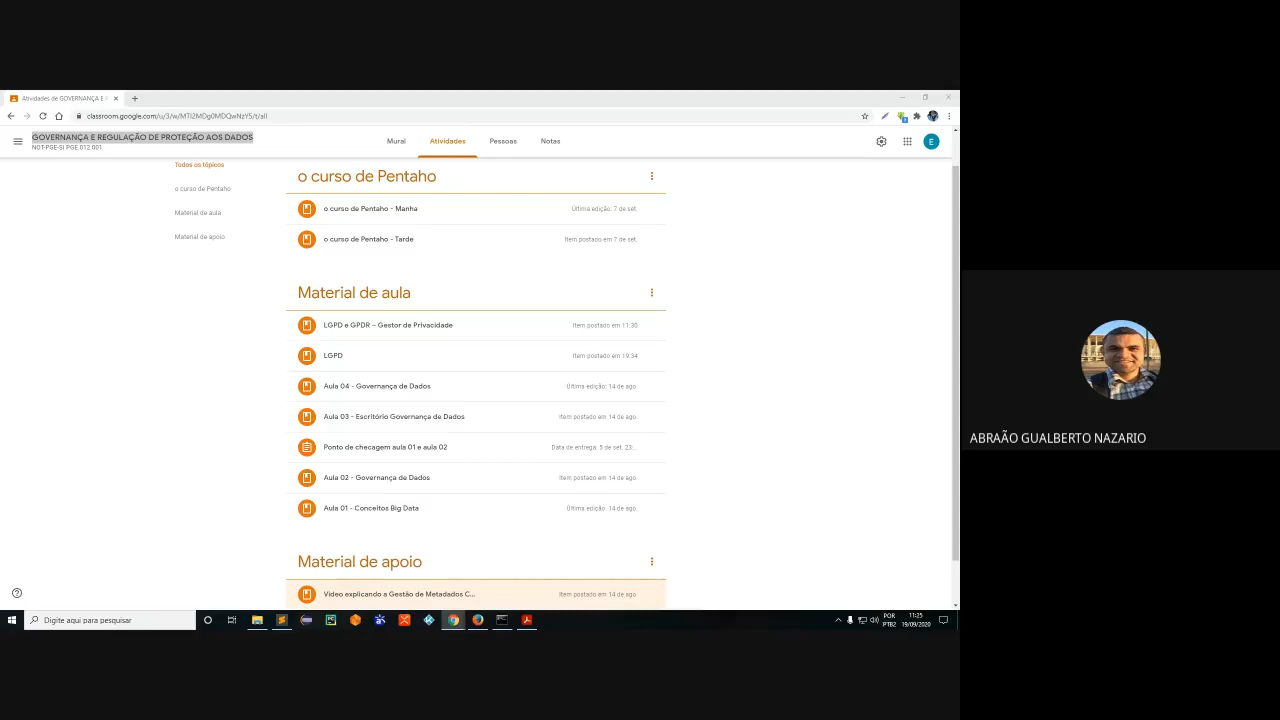 Atividades de GOVERNANÇA E
classroom.google.com/u/3/w/MTI2MDg0MDQwNzY5/t/all
GOVERNANÇA E REGULAÇÃO DE PROTEÇÃO AOS DADOS
NOT-PGE-SI PGE.012.001
Mural
Atividades
Pessoas
Notas
E
Todos os tópicos
o curso de Pentaho
Material de aula
Material de apoio
o curso de Pentaho
o curso de Pentaho - Manha
Última edição: 7 de set.
o curso de Pentaho - Tarde
Item postado em 7 de set.
Material de aula
LGPD e GPDR – Gestor de Privacidade
Item postado em 11:30
LGPD
Item postado em 19:34
Aula 04 - Governança de Dados
Última edição: 14 de ago.
Aula 03 - Escritório Governança de Dados
Item postado em 14 de ago.
Ponto de checagem aula 01 e aula 02
Data de entrega: 5 de set. 23:...
Aula 02 - Governança de Dados
Item postado em 14 de ago.
Aula 01 - Conceitos Big Data
Última edição: 14 de ago.
Material de apoio
Vídeo explicando a Gestão de Metadados C...
Item postado em 14 de ago.
Digite aqui para pesquisar
POR
PTB2
11:25
19/09/2020
ABRAÃO GUALBERTO NAZARIO